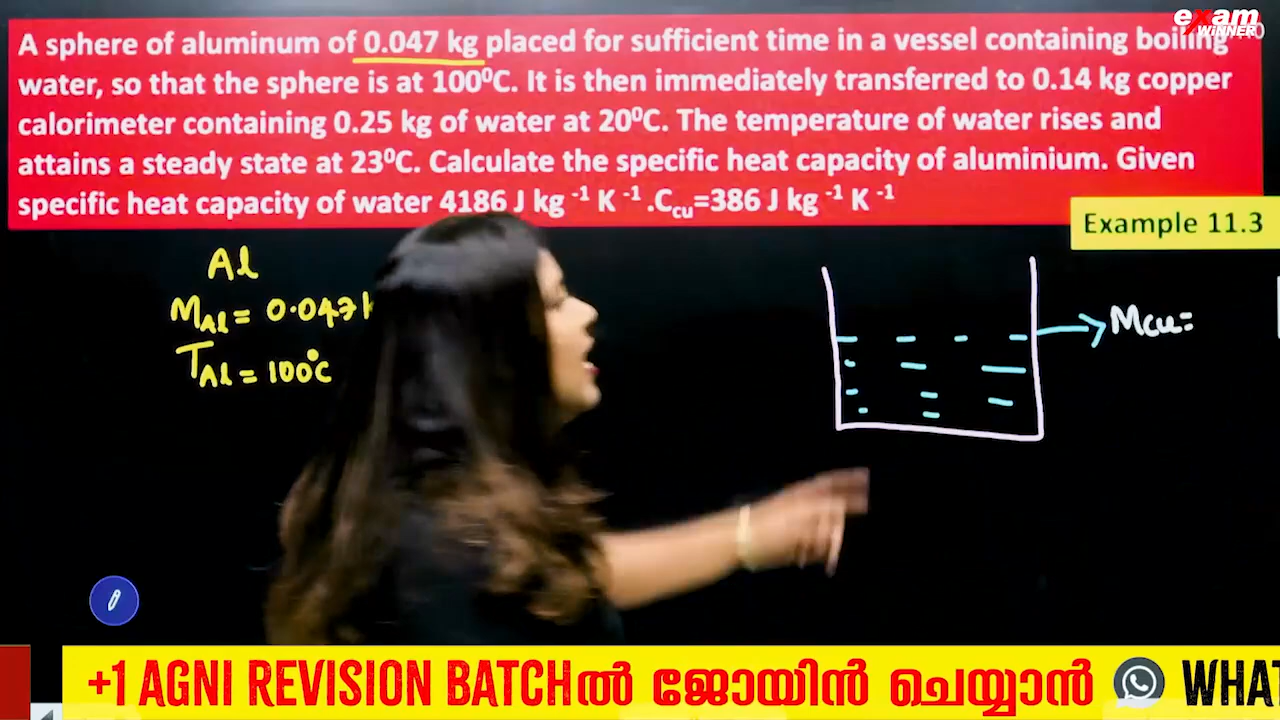 exam
WINNER
A sphere of aluminum of 0.047 kg placed for sufficient time in a vessel containing boiling
water, so that the sphere is at 100⁰C. It is then immediately transferred to 0.14 kg copper
calorimeter containing 0.25 kg of water at 20⁰C. The temperature of water rises and
attains a steady state at 23⁰C. Calculate the specific heat capacity of aluminium. Given
specific heat capacity of water 4186 J kg ⁻¹ K ⁻¹ .Ccu=386 J kg ⁻¹ K ⁻¹
Example 11.3
Al
MAl = 0.047
TAl = 100°C
Mcu=
+1 AGNI REVISION BATCHൽ ജോയിൻ ചെയ്യാൻ